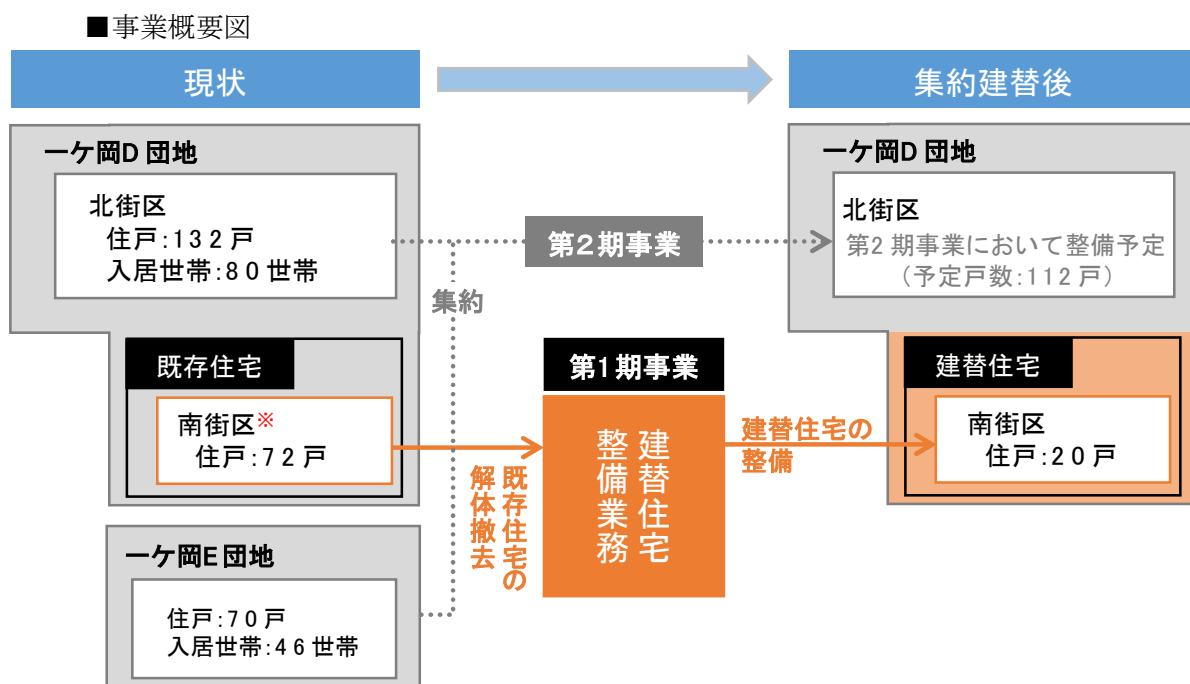 ■事業概要図
現状
集約建替後
一ケ岡D 団地
北街区
住戸:132戸
入居世帯:80世帯
既存住宅
南街区※
住戸:72戸
一ケ岡E団地
住戸:70戸
入居世帯:46世帯
集約
第2期事業
第1期事業
既存住宅の
解体撤去
建替住宅
整備業務
建替住宅の
整備
一ケ岡D 団地
北街区
第2期事業において整備予定
(予定戸数:112戸)
建替住宅
南街区
住戸:20戸